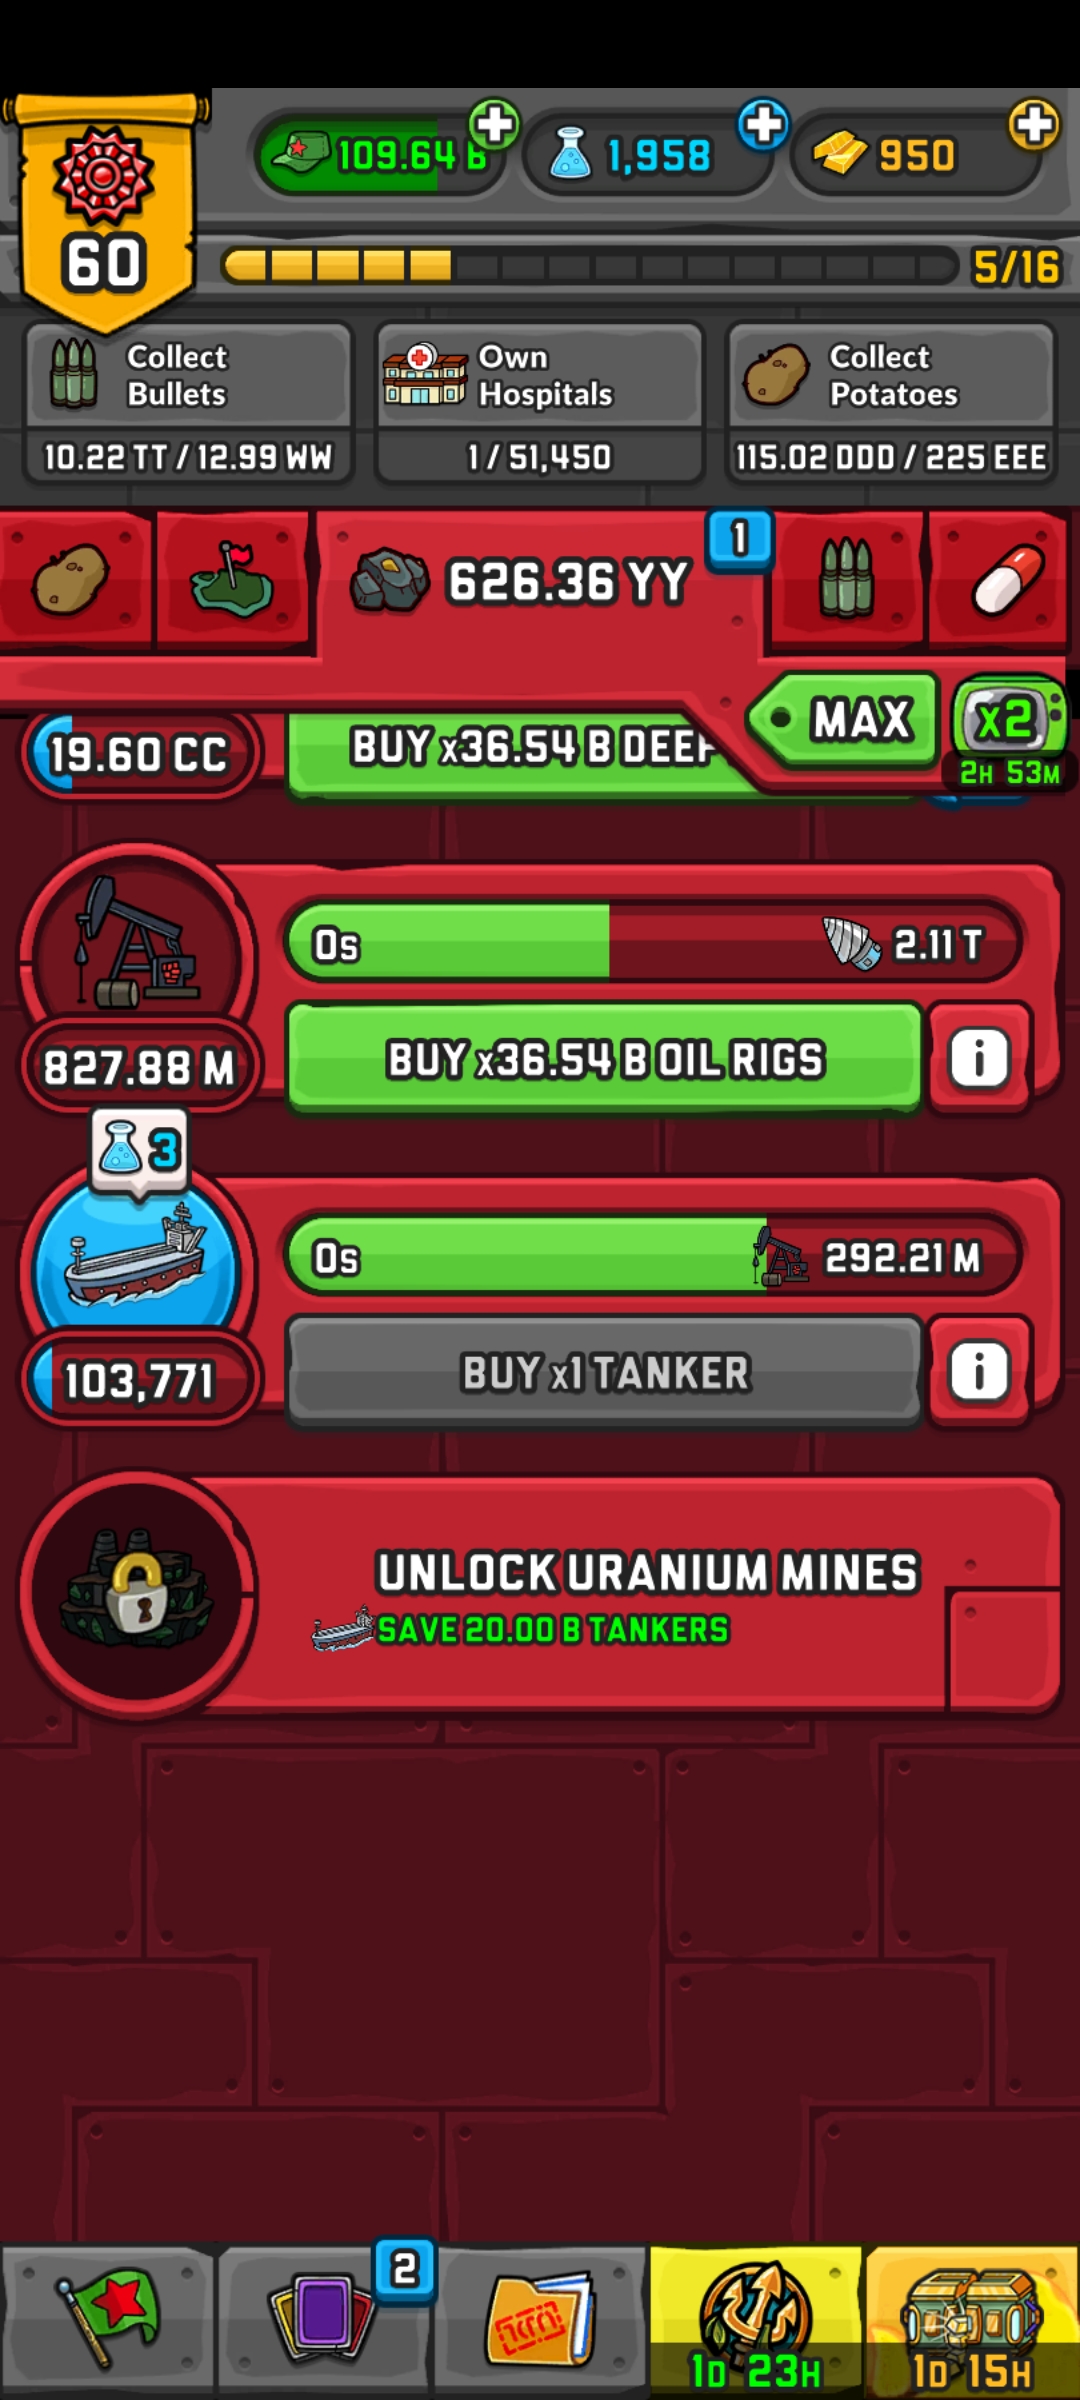 109.64 B
1,958
950
60
5/16
Collect
Bullets
Own
Hospitals
Collect
Potatoes
10.22 TT / 12.99 WW
1 / 51,450
115.02 DDD / 225 EEE
626.36 YY
1
MAX
x2
2H 53M
19.60 CC
BUY x36.54 B DEEP
0s
2.11 T
827.88 M
BUY x36.54 B OIL RIGS
i
3
0s
292.21 M
103,771
BUY x1 TANKER
i
UNLOCK URANIUM MINES
SAVE 20.00 B TANKERS
2
1D 23H
1D 15H